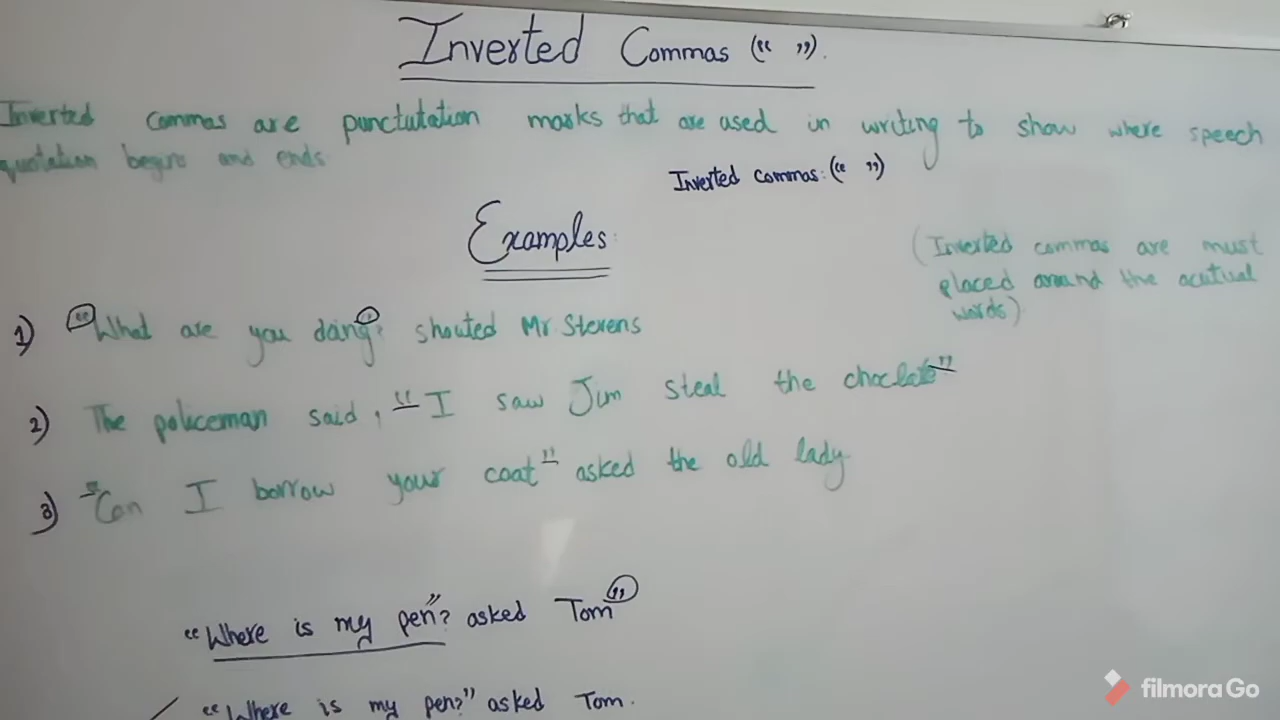 Inverted Commas (“ ”).
Inverted commas are punctutation marks that are used in writing to show where speech
quotation begins and ends.
Inverted commas: (“ ”)
Examples:
(Inverted commas are must
placed around the acutual
words)
1) “What are you doing” ? shouted Mr. Stevens
2) The policeman said, “I saw Jim steal the choclate”
3) “Can I borrow your coat” asked the old lady
“Where is my pen”? asked Tom”
“Where is my pen?” asked Tom.
filmoraGo